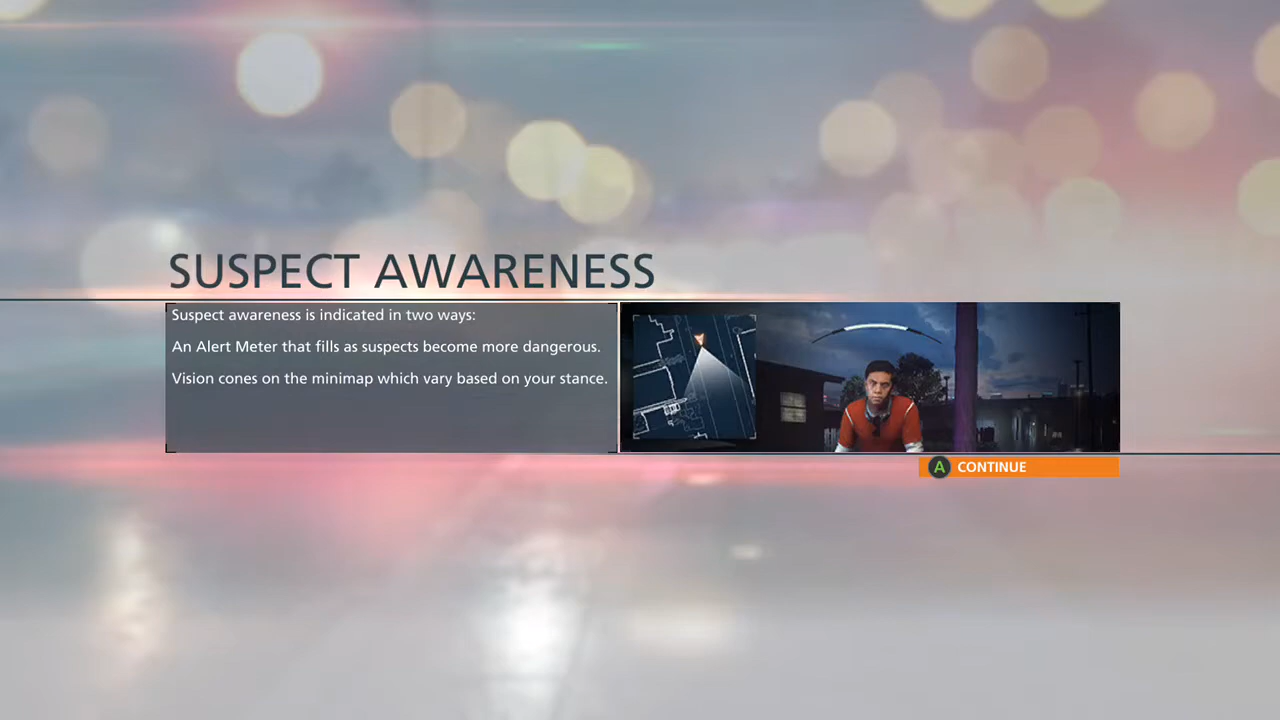 SUSPECT AWARENESS
Suspect awareness is indicated in two ways:
An Alert Meter that fills as suspects become more dangerous.
Vision cones on the minimap which vary based on your stance.
A CONTINUE